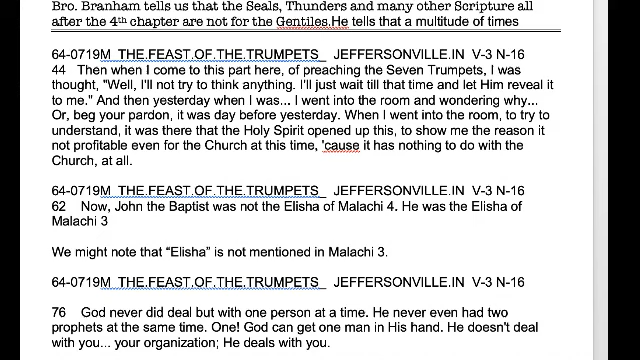 Bro. Branham tells us that the Seals, Thunders and many other Scripture all
after the 4th chapter are not for the Gentiles.He tells that a multitude of times
64-0719M THE.FEAST.OF.THE.TRUMPETS_ JEFFERSONVILLE.IN V-3 N-16
44 Then when I come to this part here, of preaching the Seven Trumpets, I was
thought, "Well, I'll not try to think anything. I'll just wait till that time and let Him reveal it
to me." And then yesterday when I was... I went into the room and wondering why...
Or, beg your pardon, it was day before yesterday. When I went into the room, to try to
understand, it was there that the Holy Spirit opened up this, to show me the reason it
not profitable even for the Church at this time, 'cause it has nothing to do with the
Church, at all.
64-0719M THE.FEAST.OF.THE.TRUMPETS_ JEFFERSONVILLE.IN V-3 N-16
62 Now, John the Baptist was not the Elisha of Malachi 4. He was the Elisha of
Malachi 3
We might note that “Elisha” is not mentioned in Malachi 3.
64-0719M THE.FEAST.OF.THE.TRUMPETS_ JEFFERSONVILLE.IN V-3 N-16
76 God never did deal but with one person at a time. He never even had two
prophets at the same time. One! God can get one man in His hand. He doesn't deal
with you... your organization; He deals with you.